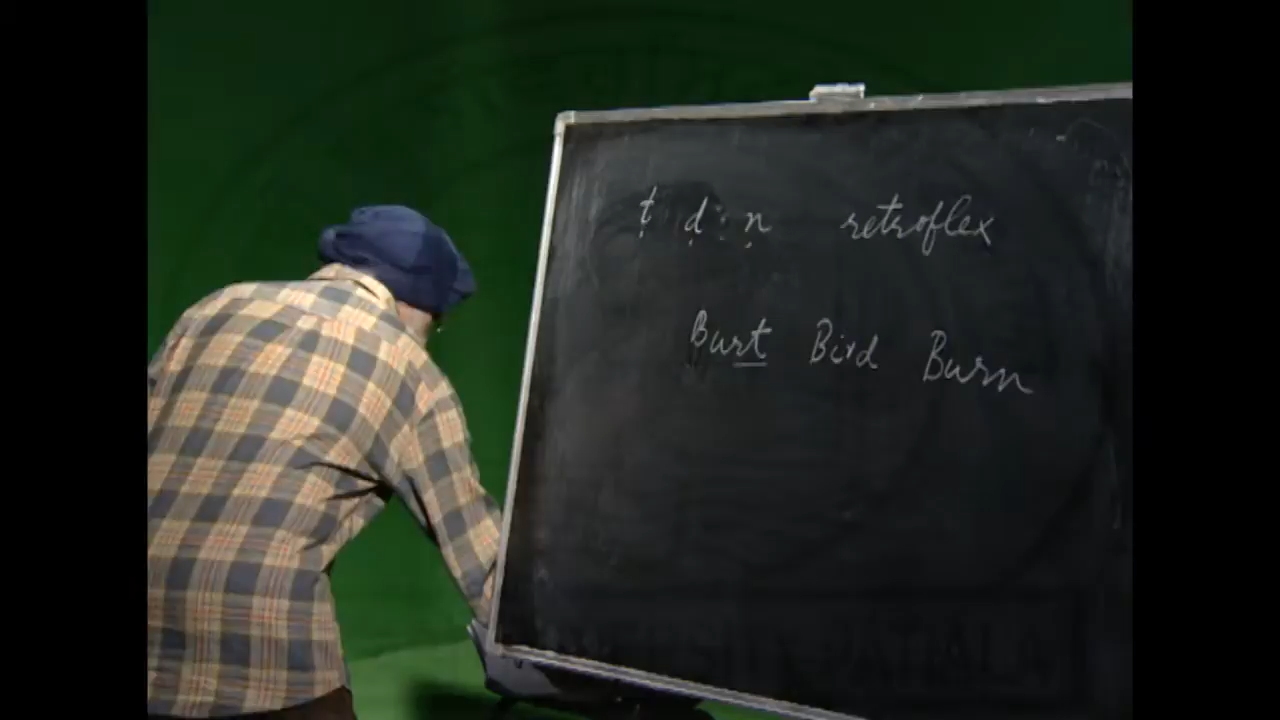 ṭ ḍ ṇ retroflex
Burt Bird Burn